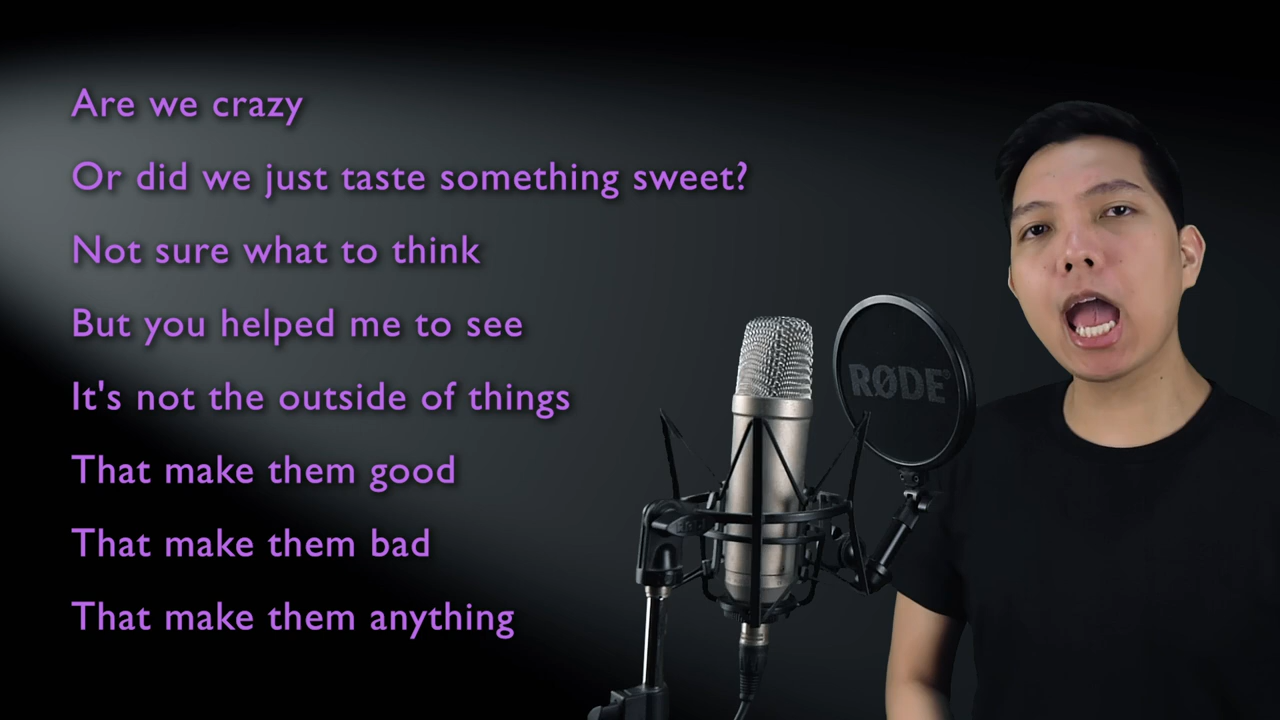 Are we crazy
Or did we just taste something sweet?
Not sure what to think
But you helped me to see
It's not the outside of things
That make them good
That make them bad
That make them anything
RØDE®